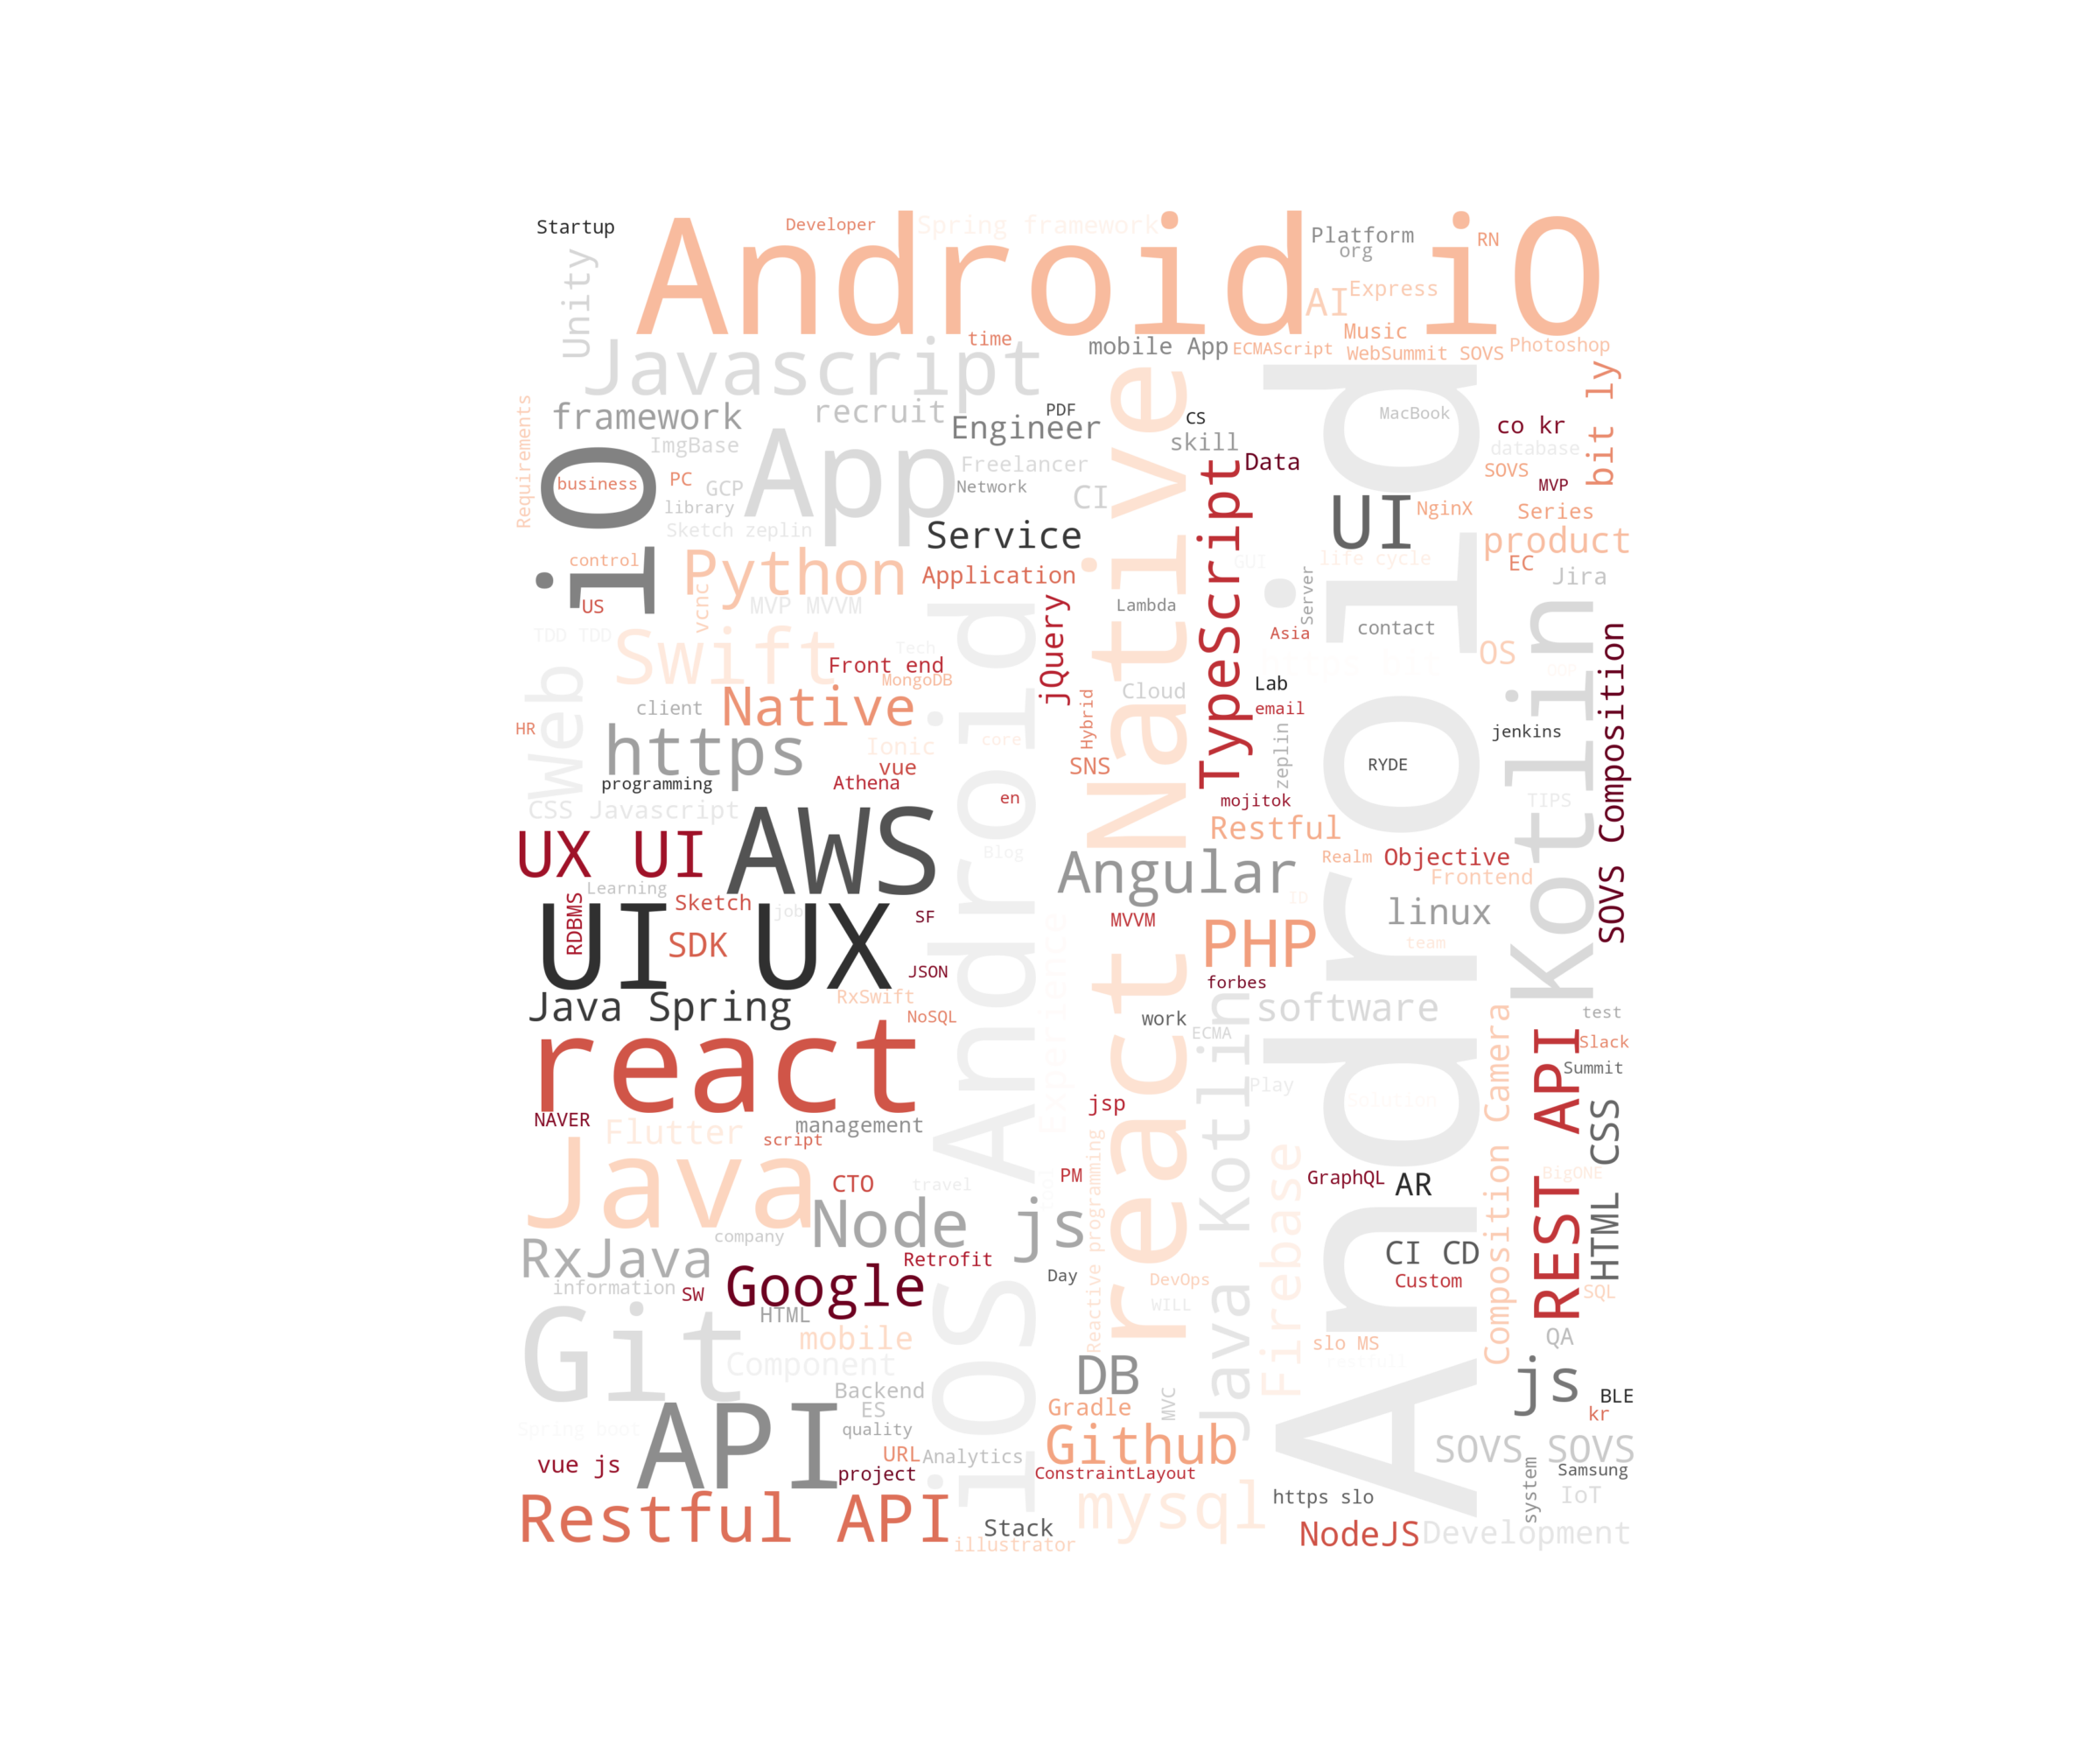 Startup
Developer
Spring framework
Android iO
Platform
org
RN
AI
Express
Unity
Javascript
time
mobile App
ECMAScript
Music
WebSummit SOVS
Photoshop
bit ly
Requirements
framework
recruit
Engineer
PDF
CS
skill
MacBook
co kr
database
ImgBase
App
Freelancer
Network
CI
Data
SOVS
MVP
iO
business
PC
GCP
library
Sketch zeplin
Service
UI
NginX
Series
product
control
US
Python
Application
react Native
TypeScript
GUI
life cycle
EC
Jira
vcnc
MVP MVVM
jQuery
Lambda
Server
Asia
contact
Android
Kotlin
SOVS Composition
TDD TDD
Swift
Tech
Front end
MongoDB
iOS Android
OS
OOP
Web
client
Native
Cloud
Lab
email
HR
https
Ionic
core
Hybrid
SNS
zeplin
RYDE
jenkins
programming
vue
Athena
en
mojitok
TIPS
CSS Javascript
Restful
UX UI
AWS
Blog
Angular
Realm
Objective
Frontend
Learning
Sketch
job
SF
ID
linux
RDBMS
UI UX
SDK
Experience
MVVM
PHP
team
JSON
forbes
Java Spring
RxSwift
NoSQL
work
ECMA
software
test
Slack
Summit
react
Java Kotlin
Play
solution
Composition Camera
REST API
HTML CSS
NAVER
Flutter
script
management
jsp
Java
CTO
travel
PM
Reactive programming
Firebase
GraphQL
AR
BigONE
Node js
company
RxJava
Retrofit
Day
DevOps
CI CD
Custom
information
SW
Google
HTML
WILL
SQL
Git
mobile
Component
slo MS
QA
Backend
ES
DB
MVC
js
BLE
kr
Spring boot
API
quality
Gradle
Github
SOVS SOVS
vue js
URL
Analytics
project
ConstraintLayout
system
Samsung
Restful API
Stack
illustrator
mysql
https slo
IoT
NodeJS
Development